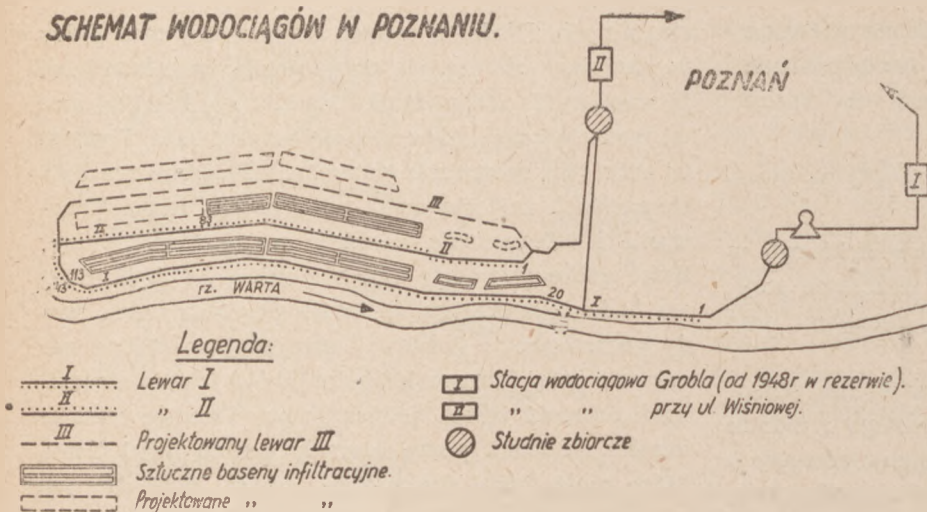 SCHEMAT WODOCIĄGÓW W POZNANIU.
II
POZNAŃ
I
III
II
83
II
1
113
45
I
rz. WARTA
20
I
1
Legenda:
I
Lewar I
II
„ II
III
Projektowany lewar III
Sztuczne baseny infiltracyjne.
Projektowane „ „
I Stacja wodociągowa Grobla (od 1948r w rezerwie).
II „ „ przy ul. Wiśniowej.
Studnie zbiorcze